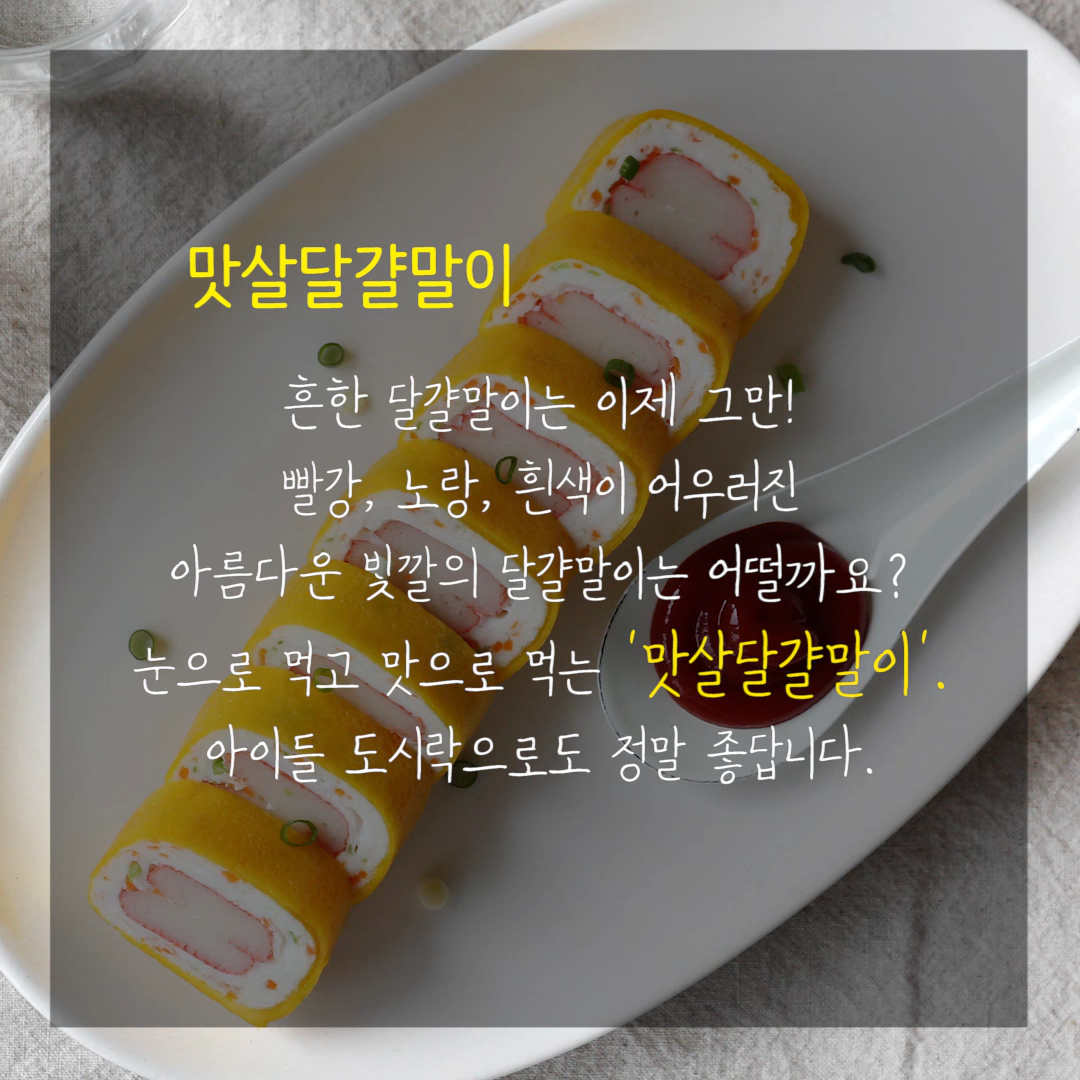 맛살달걀말이
흔한 달걀말이는 이제 그만!
빨강, 노랑, 흰색이 어우러진
아름다운 빛깔의 달걀말이는 어떨까요?
눈으로 먹고 맛으로 먹는 '맛살달걀말이'.
아이들 도시락으로도 정말 좋답니다.